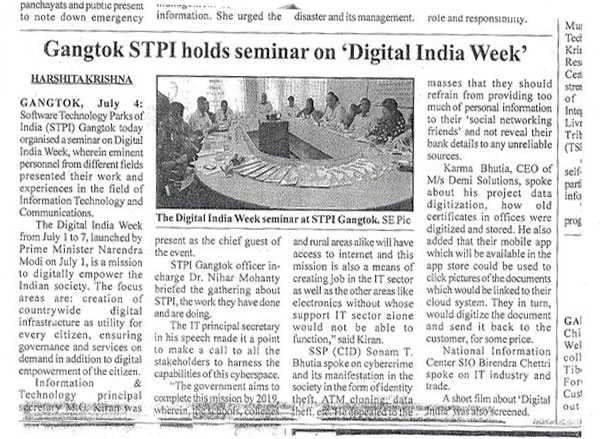 panchayats and public present
to note down emergency
information. She urged the
disaster and its management.
role and responsibility.
Gangtok STPI holds seminar on ‘Digital India Week’
HARSHITA KRISHNA
GANGTOK, July 4:
Software Technology Parks of
India (STPI) Gangtok today
organised a seminar on Digital
India Week, wherein eminent
personnel from different fields
presented their work and
experiences in the field of
Information Technology and
Communications.
The Digital India Week
from July 1 to 7, launched by
Prime Minister Narendra
Modi on July 1, is a mission
to digitally empower the
Indian society. The focus
areas are: creation of
countrywide digital
infrastructure as utility for
every citizen, ensuring
governance and services on
demand in addition to digital
empowerment of the citizen.
Information &
Technology principal
secretary M.G. Kiran was
The Digital India Week seminar at STPI Gangtok. SE Pic
present as the chief guest of
the event.
STPI Gangtok officer in-
charge Dr. Nihar Mohanty
briefed the gathering about
STPI, the work they have
done and are doing.
The IT principal secretary
in his speech made it a point
to make a call to all the
stakeholders to harness the
capabilities of this cyberspace.
“The government aims to
complete this mission by 2019,
wherein, the schools, colleges
and rural areas alike will have
access to internet and this
mission is also a means of
creating job in the IT sector
as well as the other areas like
electronics without whose
support IT sector alone
would not be able to
function,” said Kiran.
SSP (CID) Sonam T.
Bhutia spoke on cybercrime
and its manifestation in the
society in the form of identity
theft, ATM cloning, data
theft, etc. He appealed to the
masses that they should
refrain from providing too
much of personal information
to their ‘social networking
friends’ and not reveal their
bank details to any unreliable
sources.
Karma Bhutia, CEO of
M/s Demi Solutions, spoke
about his project data
digitization, how old
certificates in offices were
digitized and stored. He also
added that their mobile app
which will be available in the
app store could be used to
click pictures of the documents
which would be linked to their
cloud system. They in turn,
would digitize the document
and send it back to the
customer, for some price.
National Information
Center SIO Birendra Chettri
spoke on IT industry and
trade.
A short film about ‘Digital
India’ was also screened.
Mus
Tech
Kris
Res
Cen
stree
of
Inte
Live
Trib
(TSI
self-
parti
info
prog
GA
Chi
Wel
coll
Tibe
For
Cust
out